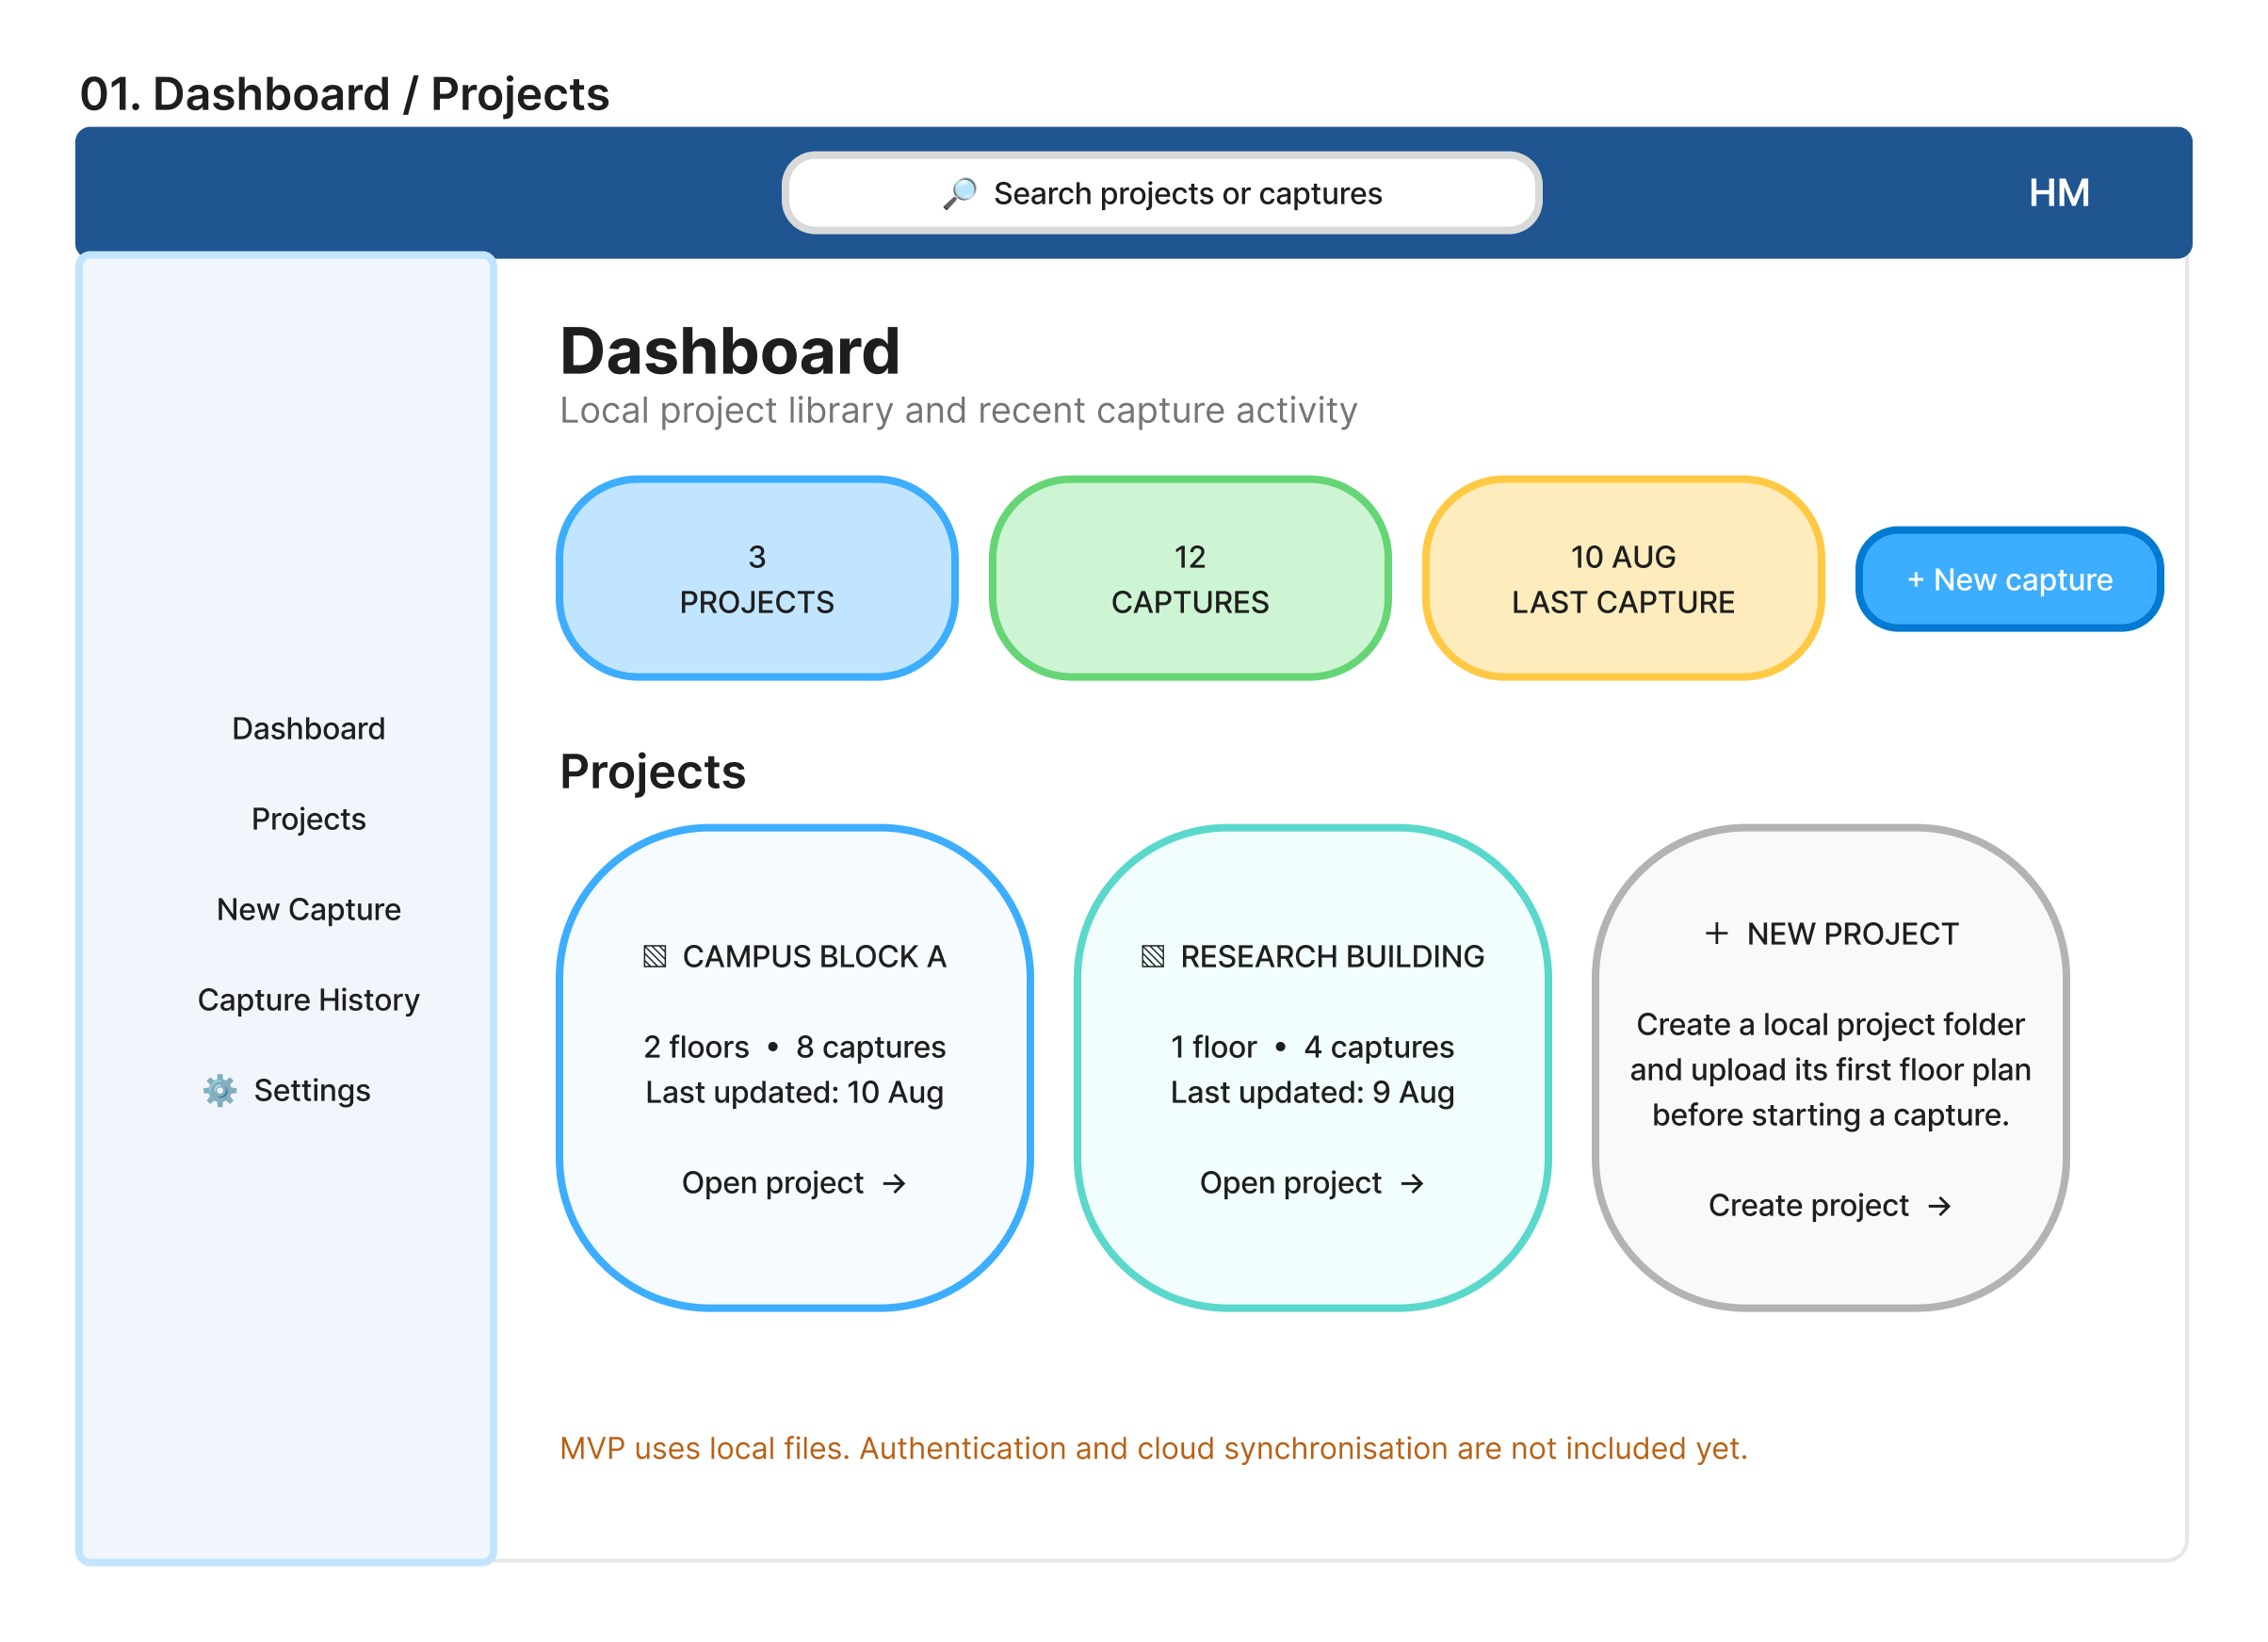 01. Dashboard / Projects
🔎 Search projects or captures
HM
Dashboard
Projects
New Capture
Capture History
⚙️ Settings
Dashboard
Local project library and recent capture activity
3
PROJECTS
12
CAPTURES
10 AUG
LAST CAPTURE
+ New capture
Projects
▧ CAMPUS BLOCK A
2 floors • 8 captures
Last updated: 10 Aug
Open project →
▧ RESEARCH BUILDING
1 floor • 4 captures
Last updated: 9 Aug
Open project →
＋ NEW PROJECT
Create a local project folder
and upload its first floor plan
before starting a capture.
Create project →
MVP uses local files. Authentication and cloud synchronisation are not included yet.